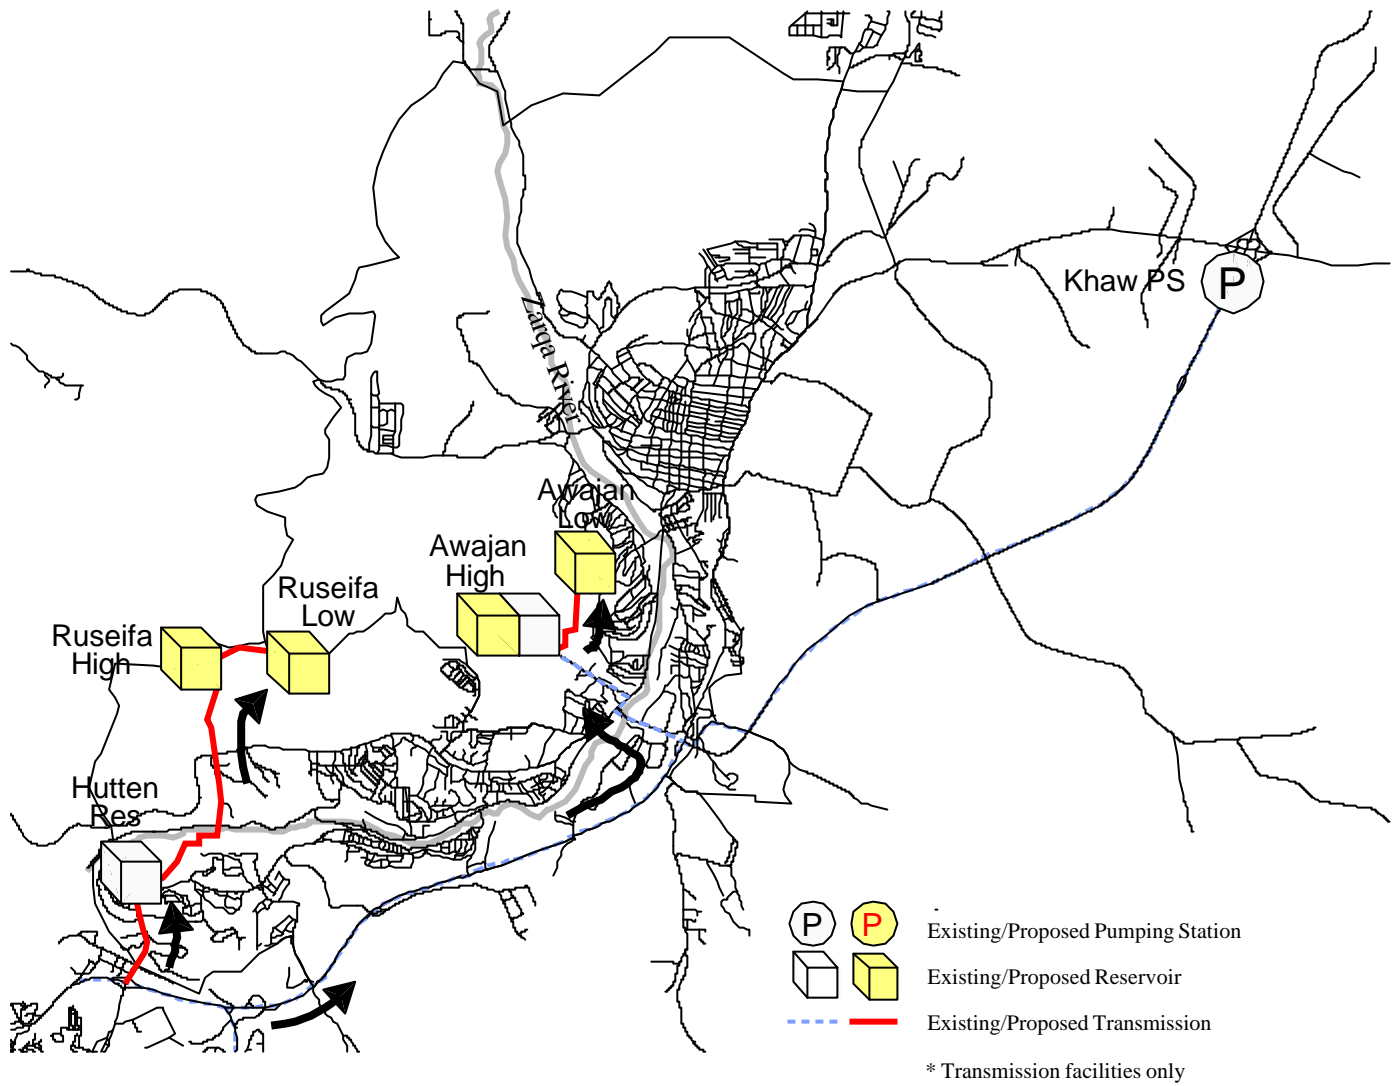 Khaw PS
P
Zarqa River
Awajan
Low
Awajan
High
Ruseifa
Low
Ruseifa
High
Hutten
Res
P P
Existing/Proposed Pumping Station
Existing/Proposed Reservoir
Existing/Proposed Transmission
* Transmission facilities only